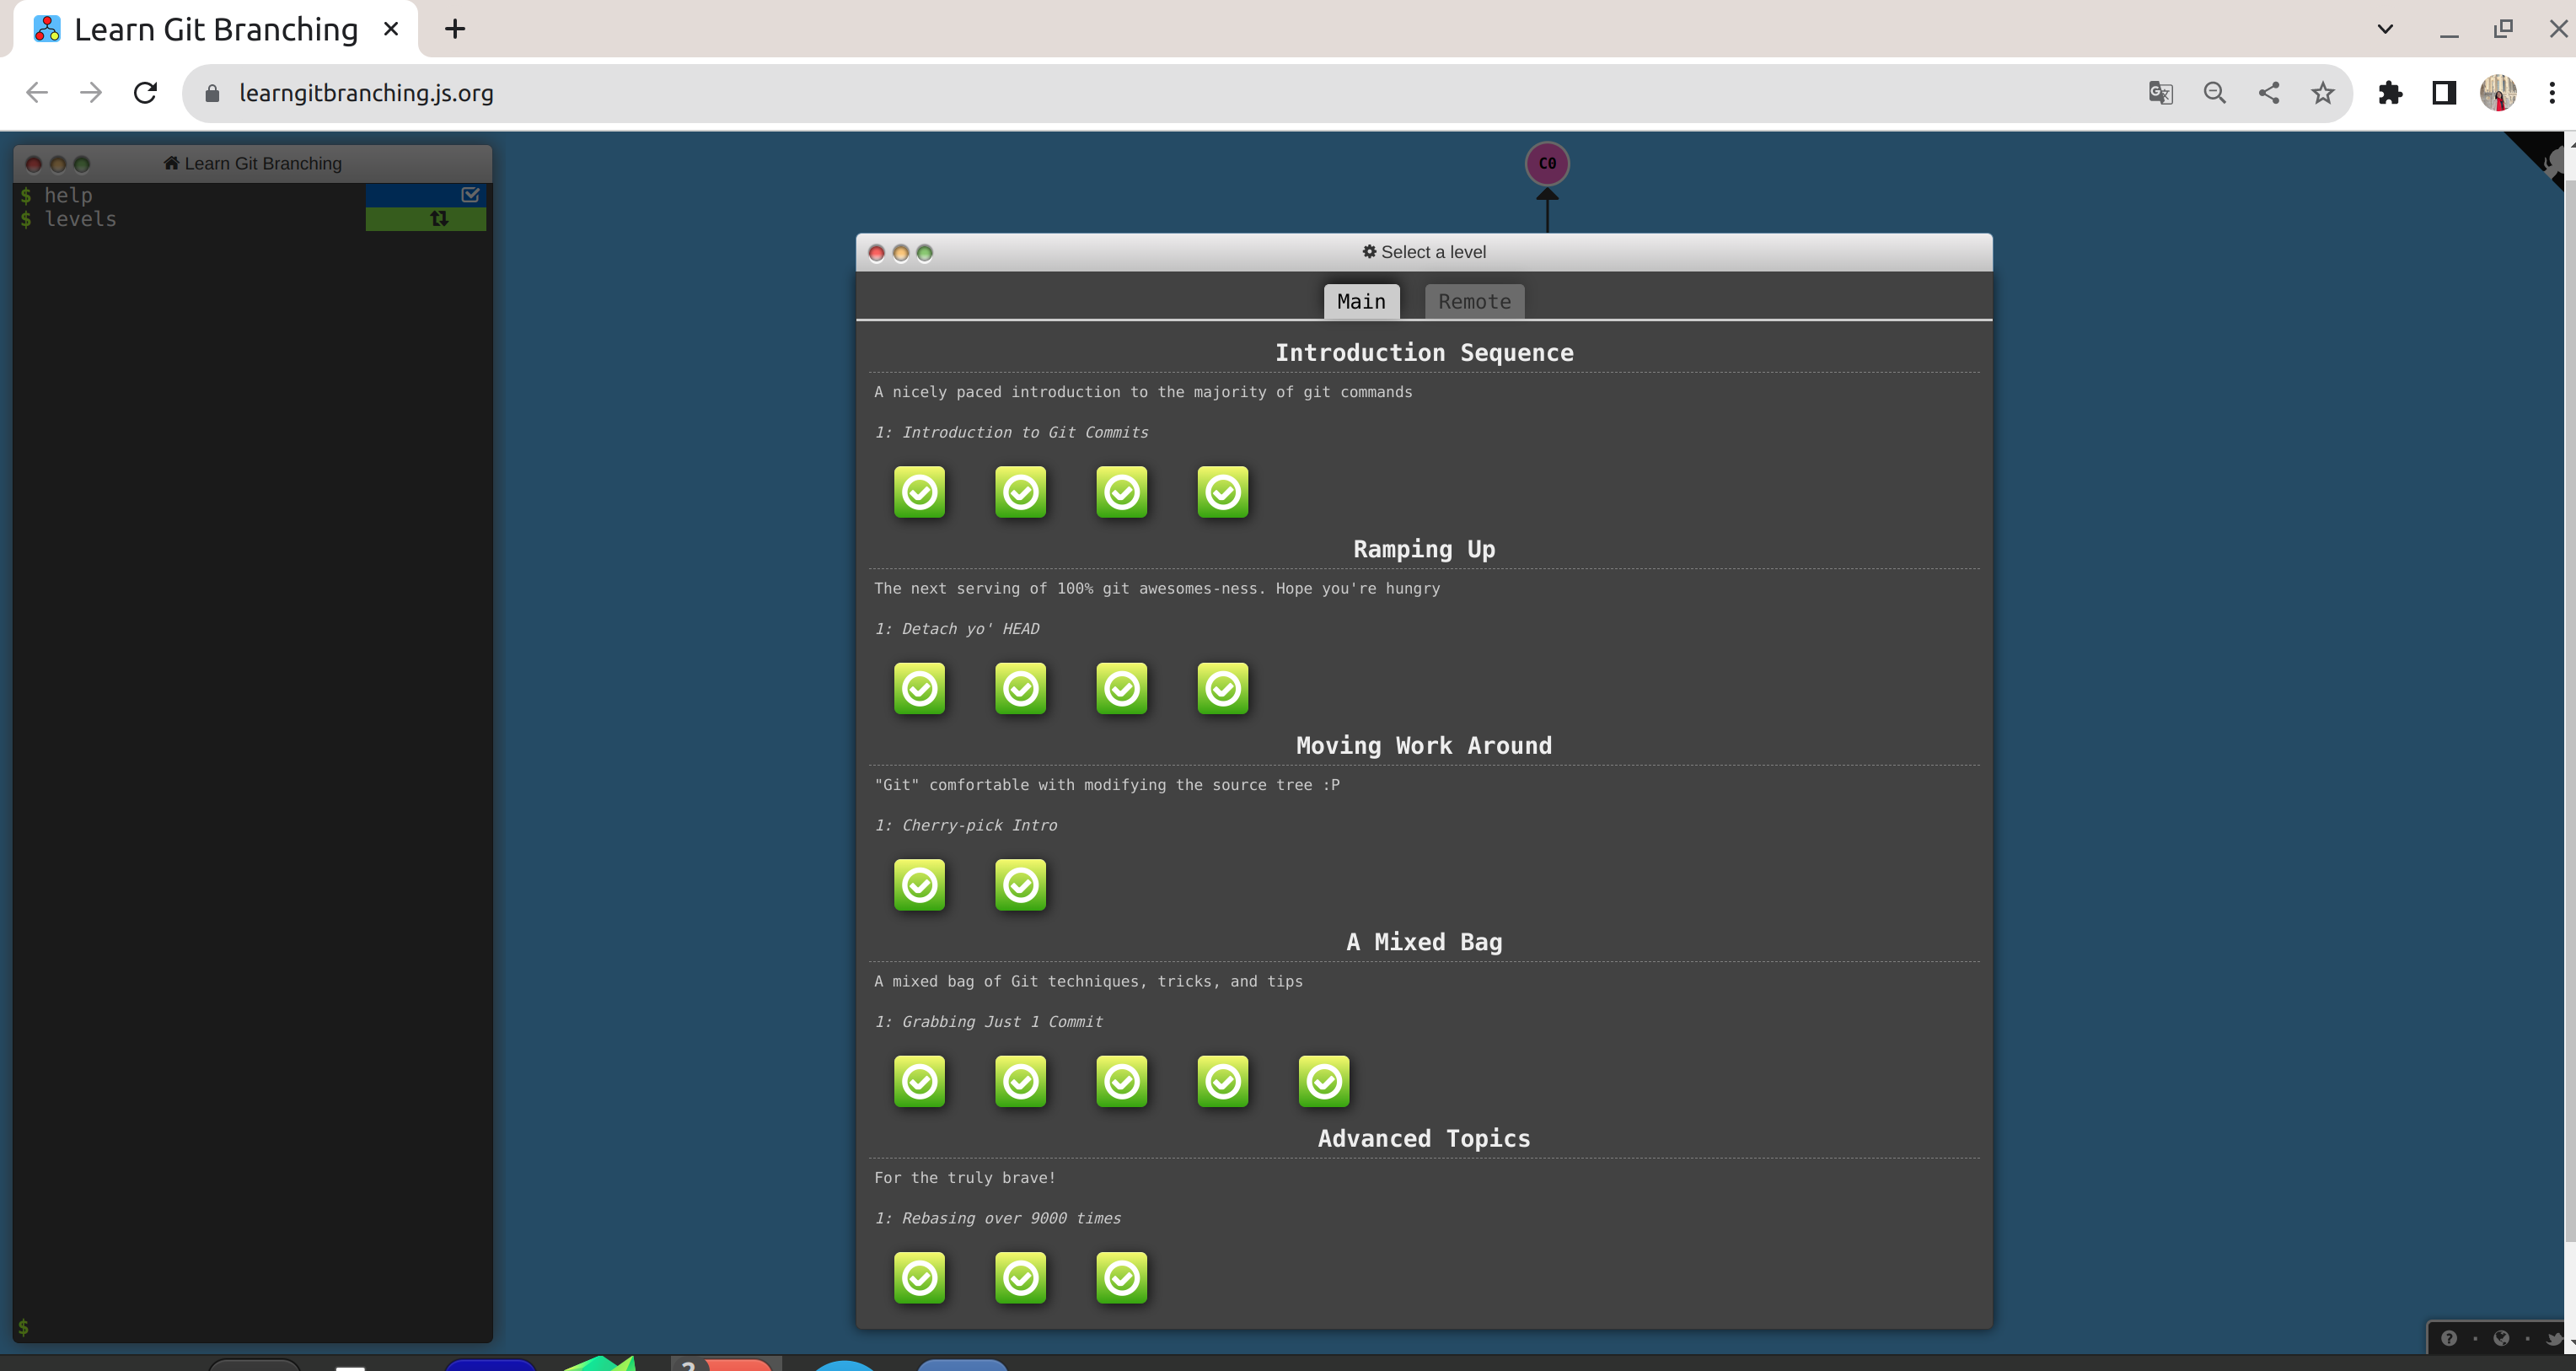 Learn Git Branching
learngitbranching.js.org
Learn Git Branching
$ help
$ levels
$
C0
Select a level
Main Remote
Introduction Sequence
A nicely paced introduction to the majority of git commands
1: Introduction to Git Commits
Ramping Up
The next serving of 100% git awesomes-ness. Hope you're hungry
1: Detach yo' HEAD
Moving Work Around
"Git" comfortable with modifying the source tree :P
1: Cherry-pick Intro
A Mixed Bag
A mixed bag of Git techniques, tricks, and tips
1: Grabbing Just 1 Commit
Advanced Topics
For the truly brave!
1: Rebasing over 9000 times